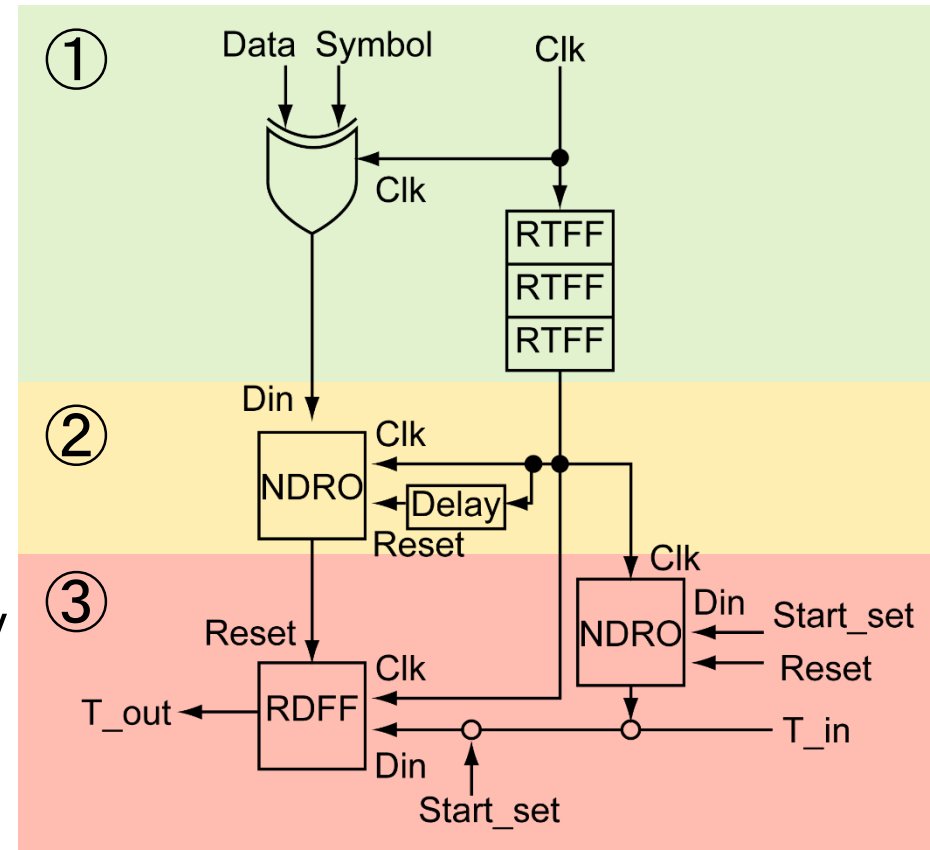 ①
Data Symbol
Clk
Clk
RTFF
RTFF
RTFF
②
Din
Clk
NDRO
Delay
Reset
③
y
Clk
NDRO
Din
Start_set
Reset
Reset
Clk
RDFF
T_out
Din
T_in
Start_set